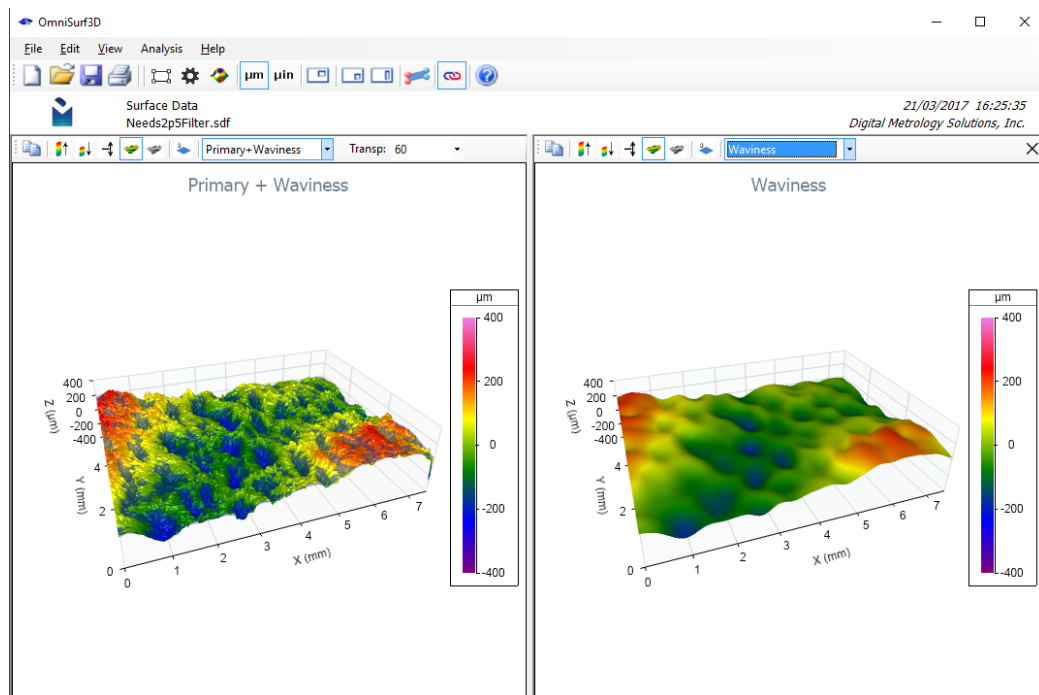 OmniSurf3D
File Edit View Analysis Help
µm µin
Surface Data
Needs2p5Filter.sdf
21/03/2017 16:25:35
Digital Metrology Solutions, Inc.
Primary+Waviness Transp: 60
Primary + Waviness
µm
400
200
0
-200
-400
400
200
0
-200
-400
Z (µm)
4
2
0
Y (mm)
0
1
2
3
4
5
6
7
X (mm)
Waviness
Waviness
µm
400
200
0
-200
-400
400
200
0
-200
-400
Z (µm)
4
2
0
Y (mm)
0
1
2
3
4
5
6
7
X (mm)